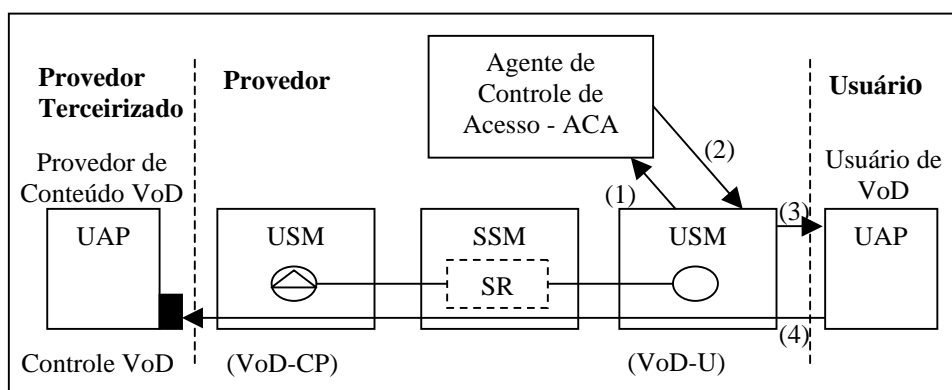 Provedor
Terceirizado
Provedor
Agente de
Controle de
Acesso - ACA
Usuário
Provedor de
Conteúdo VoD
Usuário de
VoD
(1)
(2)
(3)
(4)
UAP
USM
SSM
SR
USM
UAP
Controle VoD
(VoD-CP)
(VoD-U)